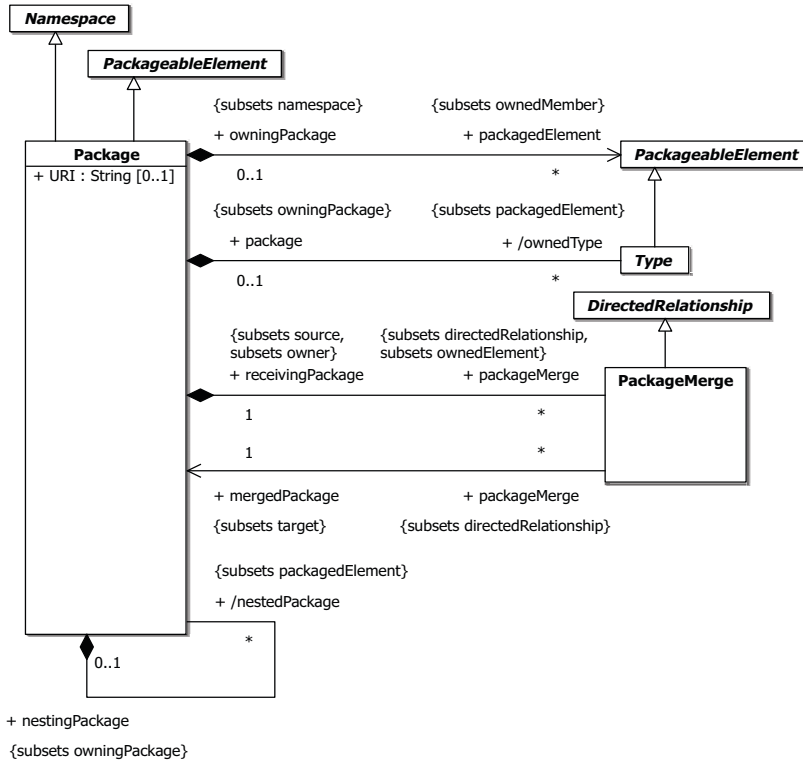 Namespace
PackageableElement
{subsets namespace}
{subsets ownedMember}
+ owningPackage
+ packagedElement
Package
PackageableElement
+ URI : String [0..1]
0..1
*
{subsets owningPackage}
{subsets packagedElement}
+ package
+ /ownedType
Type
0..1
*
DirectedRelationship
{subsets source,
subsets owner}
{subsets directedRelationship,
subsets ownedElement}
+ receivingPackage
+ packageMerge
PackageMerge
1
*
1
*
+ mergedPackage
+ packageMerge
{subsets target}
{subsets directedRelationship}
{subsets packagedElement}
+ /nestedPackage
*
0..1
+ nestingPackage
{subsets owningPackage}